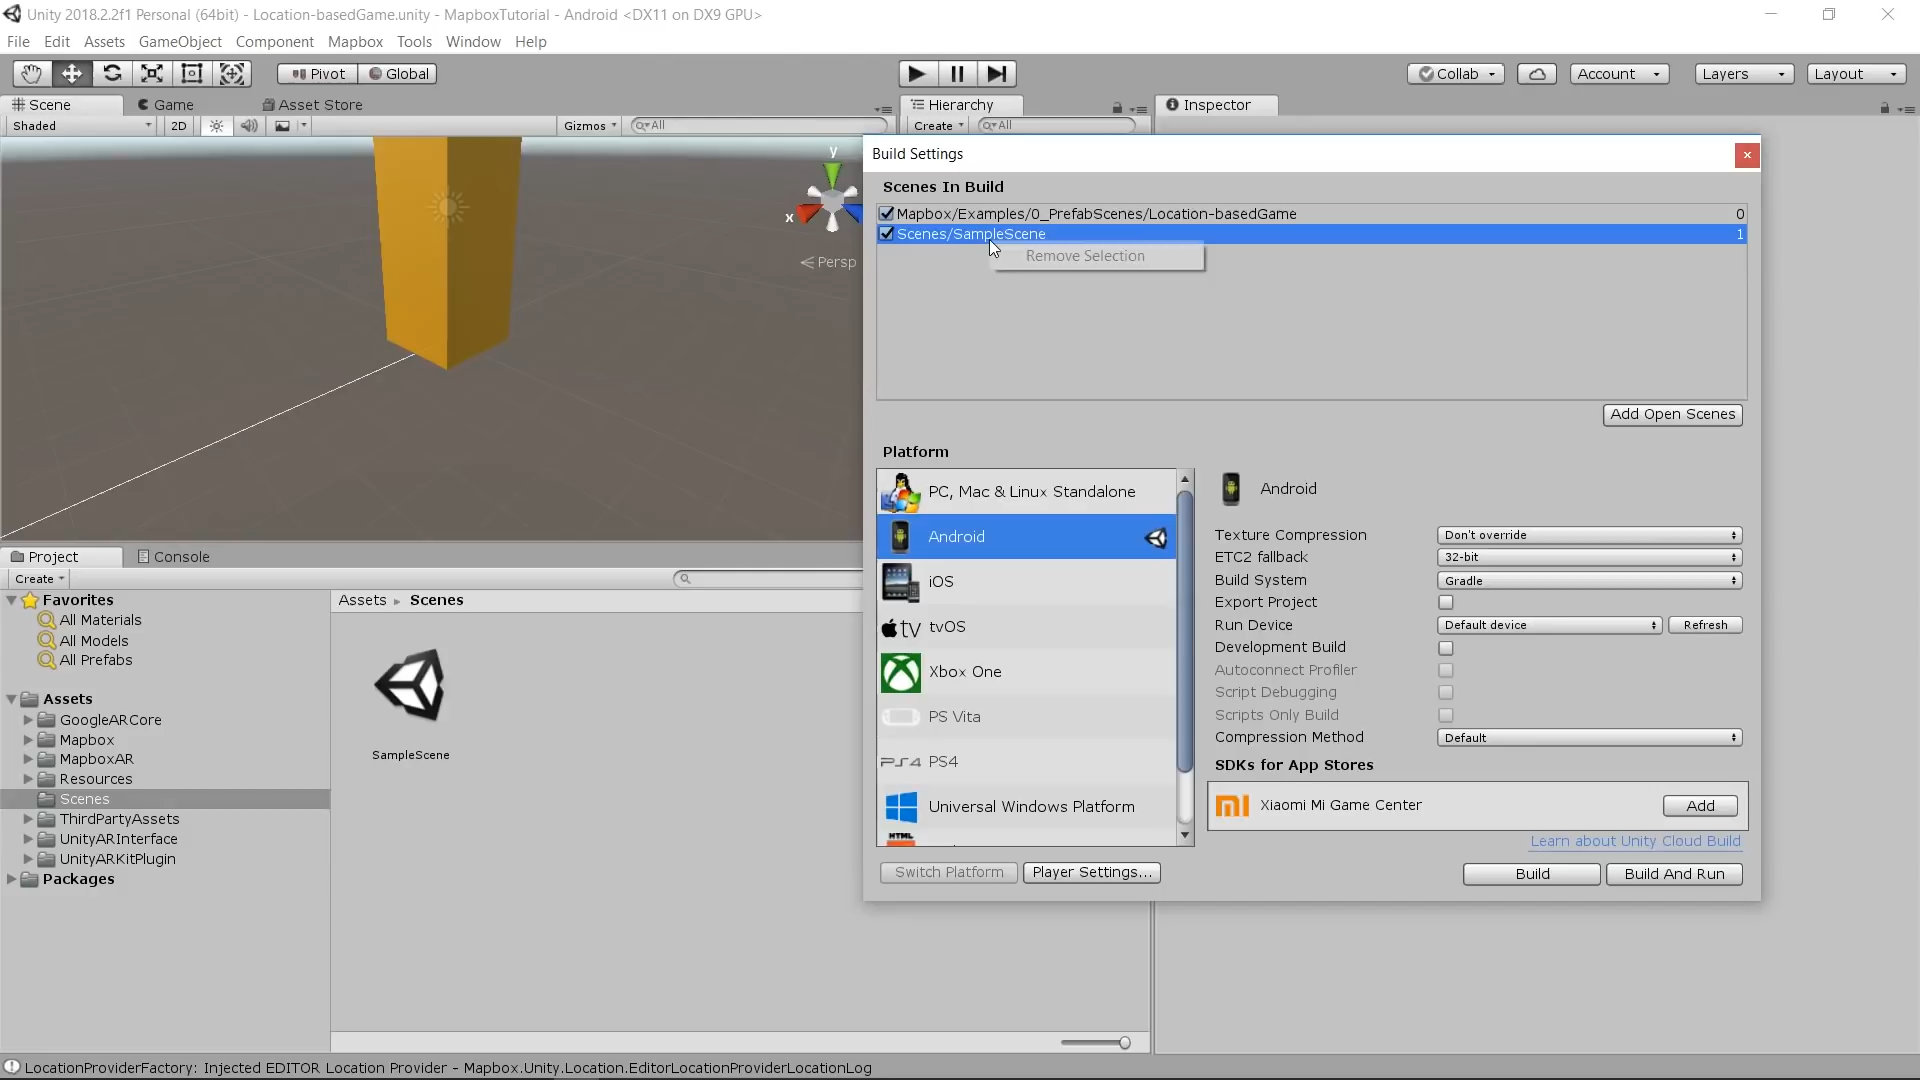 Unity 2018.2.2f1 Personal (64bit) - Location-basedGame.unity - MapboxTutorial - Android <DX11 on DX9 GPU>
File Edit Assets GameObject Component Mapbox Tools Window Help
Pivot Global Collab Account Layers Layout
Scene Game Asset Store Hierarchy Inspector
Shaded 2D Gizmos All Create All
y
x
Persp
Build Settings
Scenes In Build
Mapbox/Examples/0_PrefabScenes/Location-basedGame 0
Scenes/SampleScene 1
Remove Selection
Add Open Scenes
Platform
PC, Mac & Linux Standalone
Android
iOS
tv tvOS
Xbox One
PS Vita
PS4 PS4
Universal Windows Platform
HTML
Android
Texture Compression Don't override
ETC2 fallback 32-bit
Build System Gradle
Export Project
Run Device Default device Refresh
Development Build
Autoconnect Profiler
Script Debugging
Scripts Only Build
Compression Method Default
SDKs for App Stores
MI Xiaomi Mi Game Center Add
Learn about Unity Cloud Build
Switch Platform Player Settings... Build Build And Run
Project Console
Create
Favorites
All Materials
All Models
All Prefabs
Assets
GoogleARCore
Mapbox
MapboxAR
Resources
Scenes
ThirdPartyAssets
UnityARInterface
UnityARKitPlugin
Packages
Assets ▸ Scenes
SampleScene
LocationProviderFactory: Injected EDITOR Location Provider - Mapbox.Unity.Location.EditorLocationProviderLocationLog